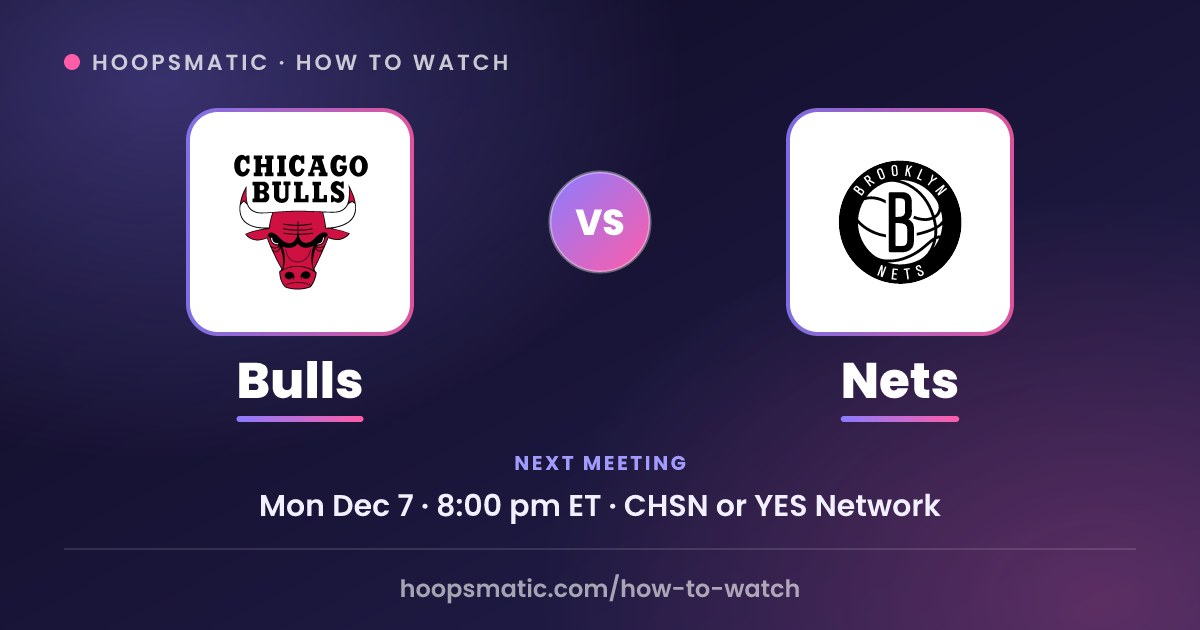 HOOPSMATIC · HOW TO WATCH
CHICAGO
BULLS
VS
BROOKLYN
B
NETS
Bulls
Nets
NEXT MEETING
Mon Dec 7 · 8:00 pm ET · CHSN or YES Network
hoopsmatic.com/how-to-watch